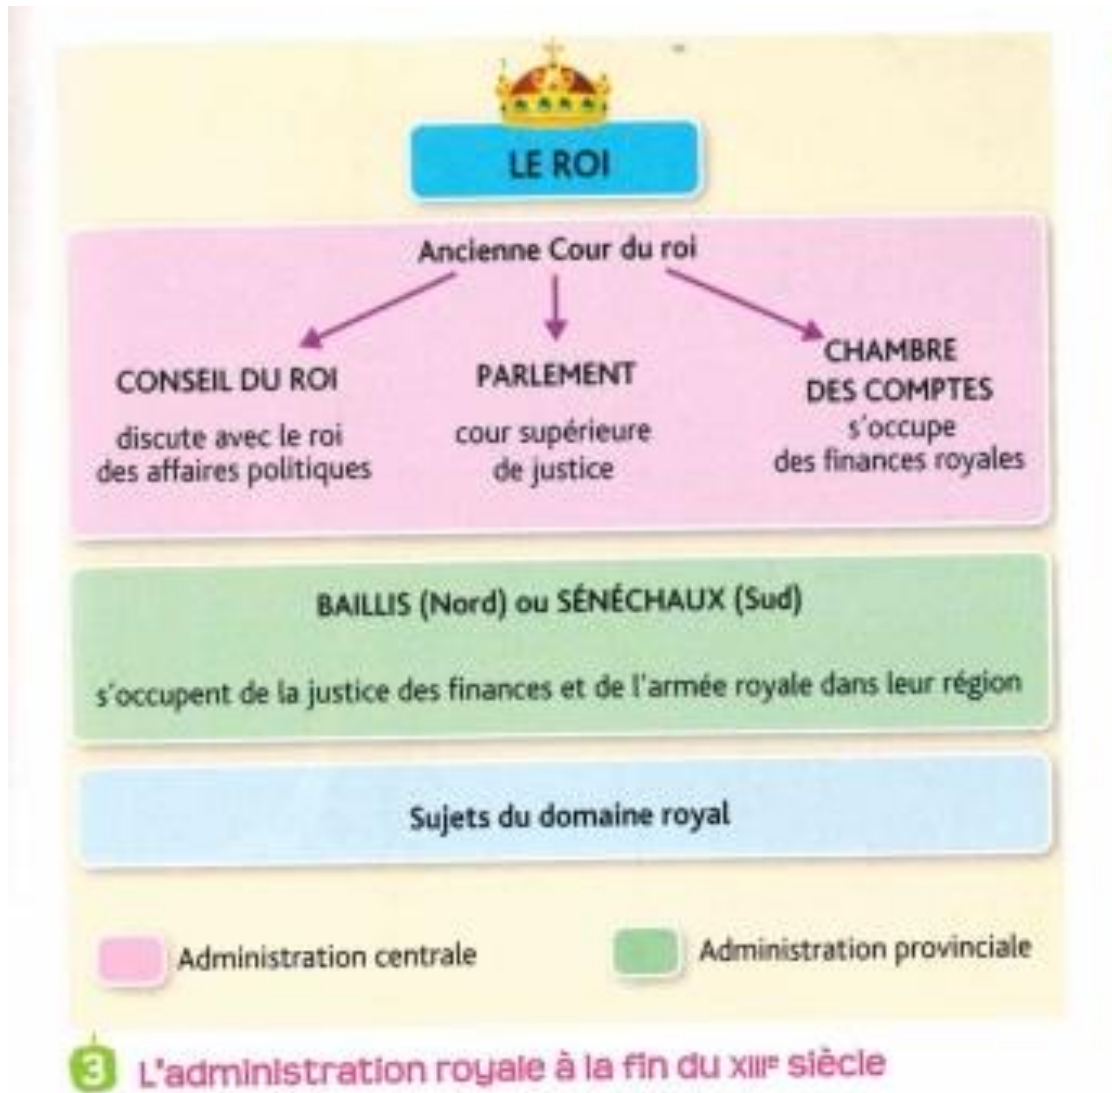 LE ROI
Ancienne Cour du roi
CONSEIL DU ROI
discute avec le roi
des affaires politiques
PARLEMENT
cour supérieure
de justice
CHAMBRE
DES COMPTES
s'occupe
des finances royales
BAILLIS (Nord) ou SÉNÉCHAUX (Sud)
s'occupent de la justice des finances et de l'armée royale dans leur région
Sujets du domaine royal
Administration centrale
Administration provinciale
3 L'administration royale à la fin du XIIIᵉ siècle